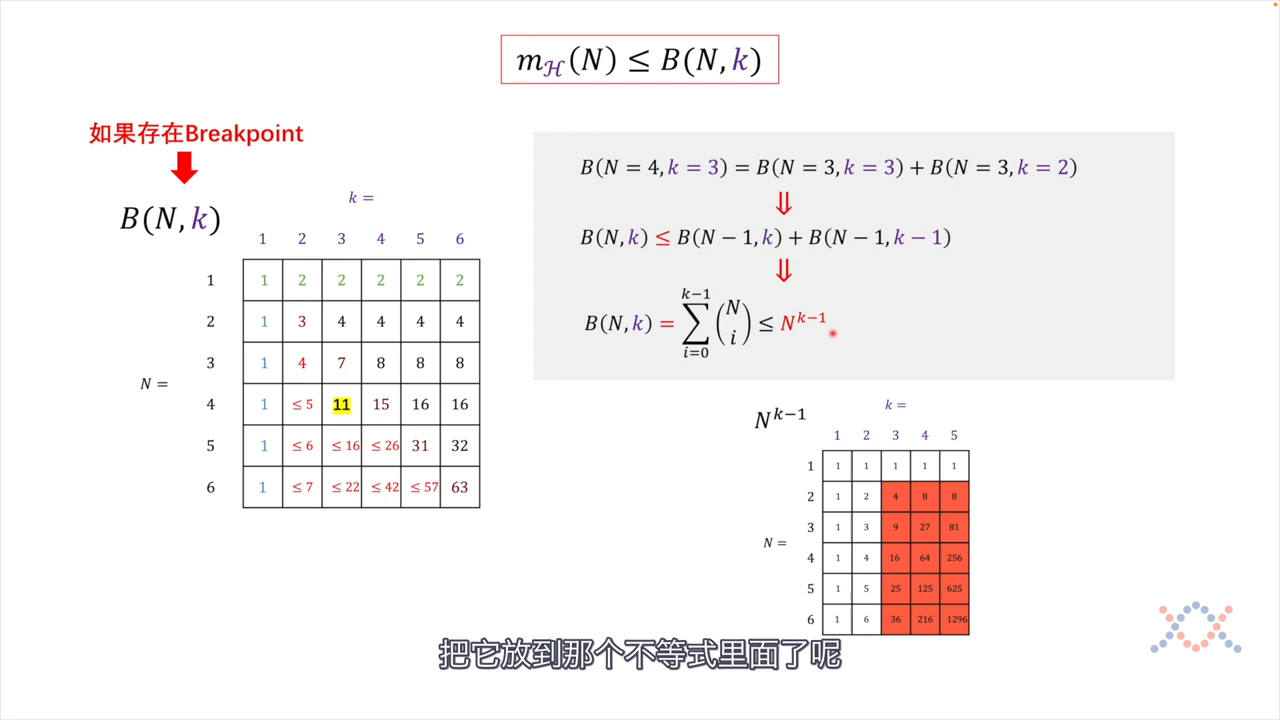 m_ℋ(N) ≤ B(N, k)
如果存在Breakpoint
B(N, k)
k =
1 2 3 4 5 6
1 1 2 2 2 2 2
2 1 3 4 4 4 4
3 1 4 7 8 8 8
N =
4 1 ≤ 5 11 15 16 16
5 1 ≤ 6 ≤ 16 ≤ 26 31 32
6 1 ≤ 7 ≤ 22 ≤ 42 ≤ 57 63
B(N = 4, k = 3) = B(N = 3, k = 3) + B(N = 3, k = 2)
⇓
B(N, k) ≤ B(N − 1, k) + B(N − 1, k − 1)
⇓
B(N, k) = ∑_{i=0}^{k−1} (N i) ≤ N^{k−1}
N^{k−1}
k =
1 2 3 4 5
1 1 1 1 1 1
2 1 2 4 8 8
3 1 3 9 27 81
N =
4 1 4 16 64 256
5 1 5 25 125 625
6 1 6 36 216 1296
把它放到那个不等式里面了呢